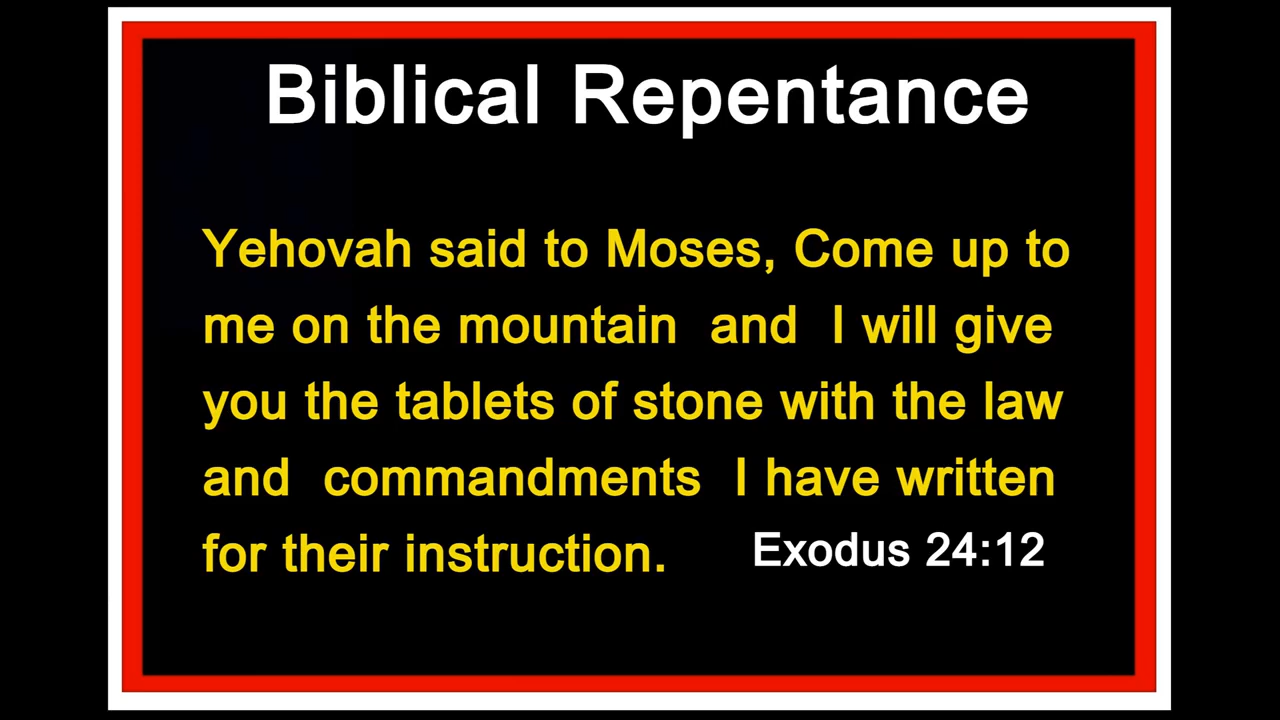 Biblical Repentance
Yehovah said to Moses, Come up to
me on the mountain and I will give
you the tablets of stone with the law
and commandments I have written
for their instruction. Exodus 24:12